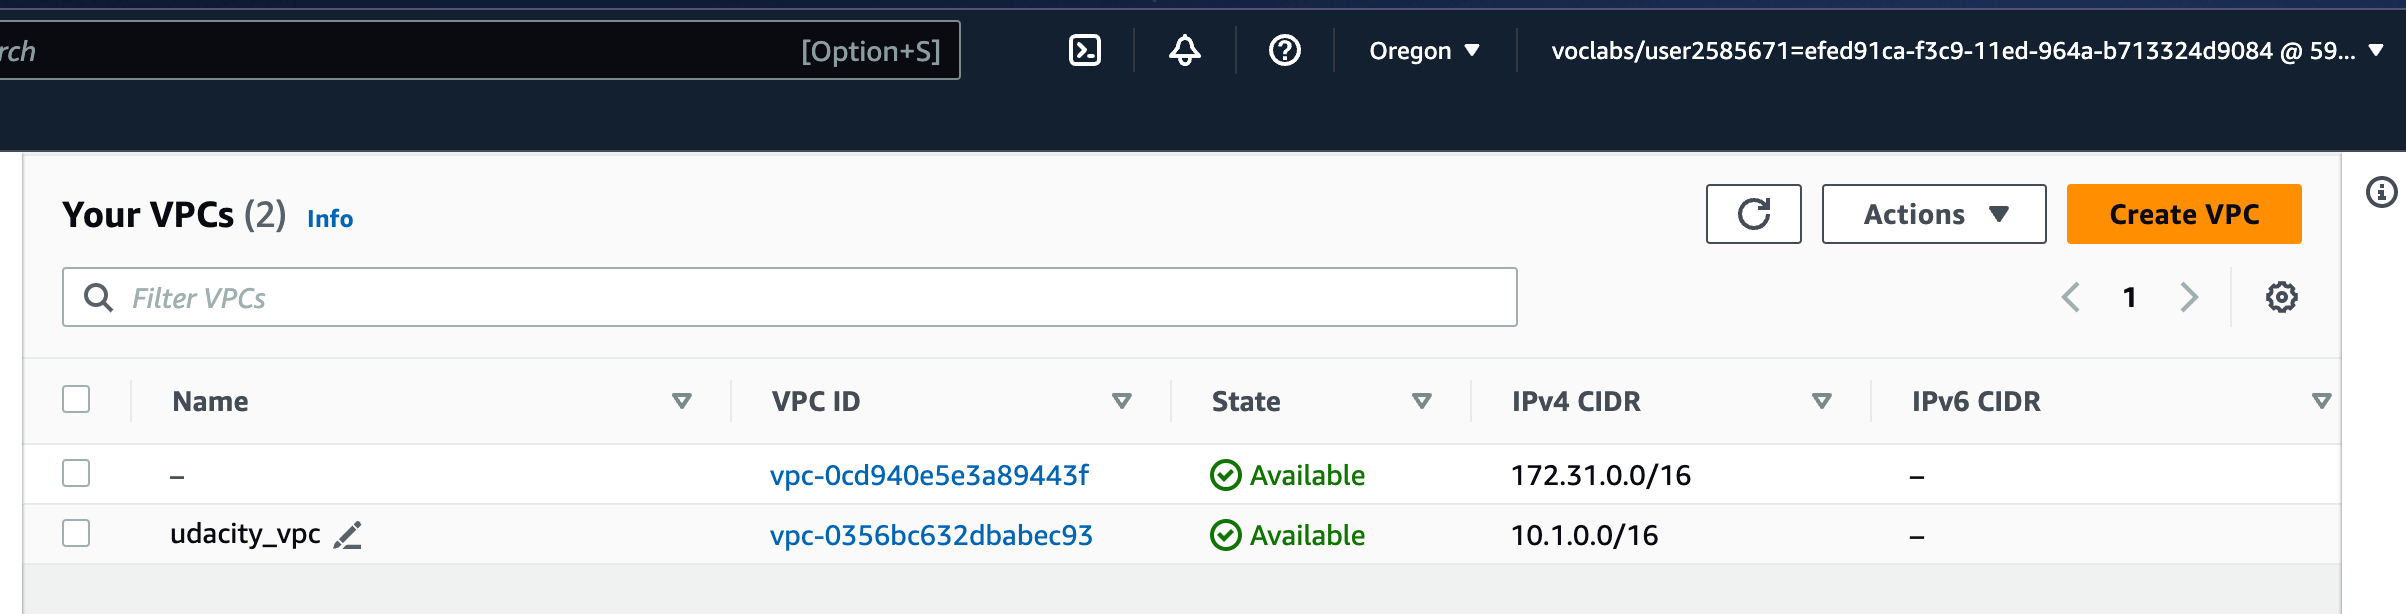 rch [Option+S] Oregon voclabs/user2585671=efed91ca-f3c9-11ed-964a-b713324d9084 @ 59...
Your VPCs (2) Info Actions Create VPC
Filter VPCs 1
Name VPC ID State IPv4 CIDR IPv6 CIDR
– vpc-0cd940e5e3a89443f Available 172.31.0.0/16 –
udacity_vpc vpc-0356bc632dbabec93 Available 10.1.0.0/16 –